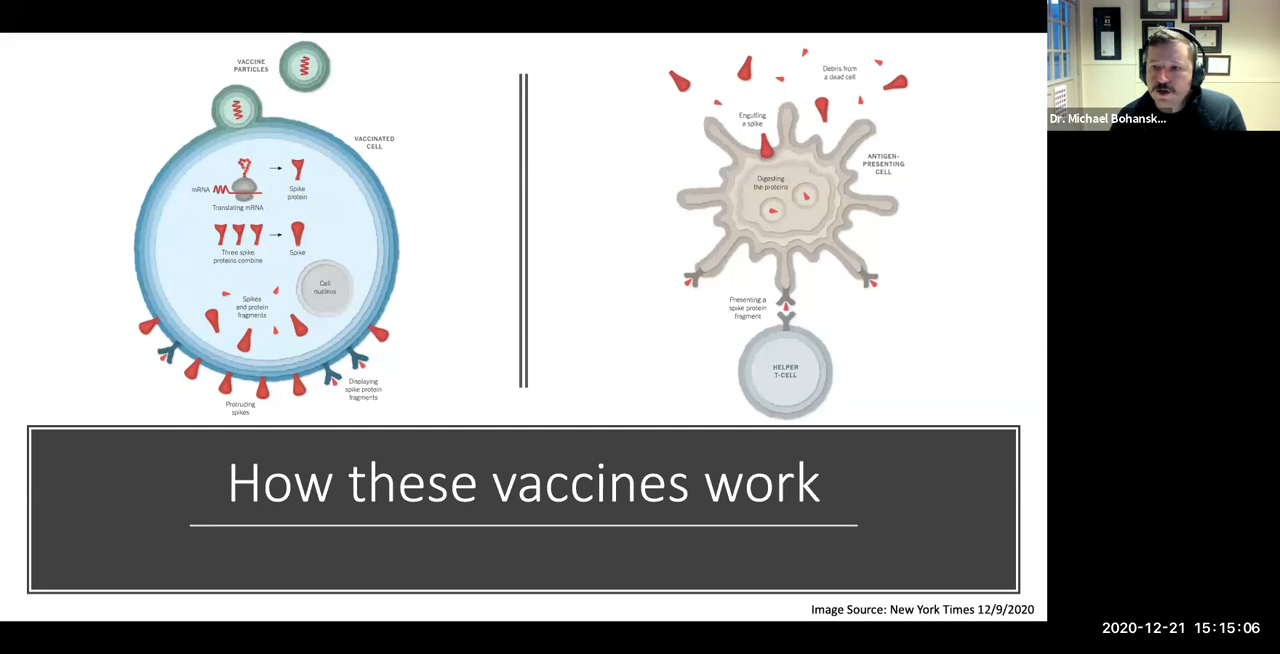 VACCINE
PARTICLES
VACCINATED
CELL
mRNA
Translating mRNA
Spike
protein
Three spike
proteins combine
Spike
Cell
nucleus
Spikes
and protein
fragments
Displaying
spike protein
fragments
Protruding
spikes
Debris from
a dead cell
Engulfing
a spike
ANTIGEN-
PRESENTING
CELL
Digesting
the proteins
Presenting a
spike protein
fragment
HELPER
T-CELL
How these vaccines work
Image Source: New York Times 12/9/2020
Dr. Michael Bohansk...
2020-12-21 15:15:06